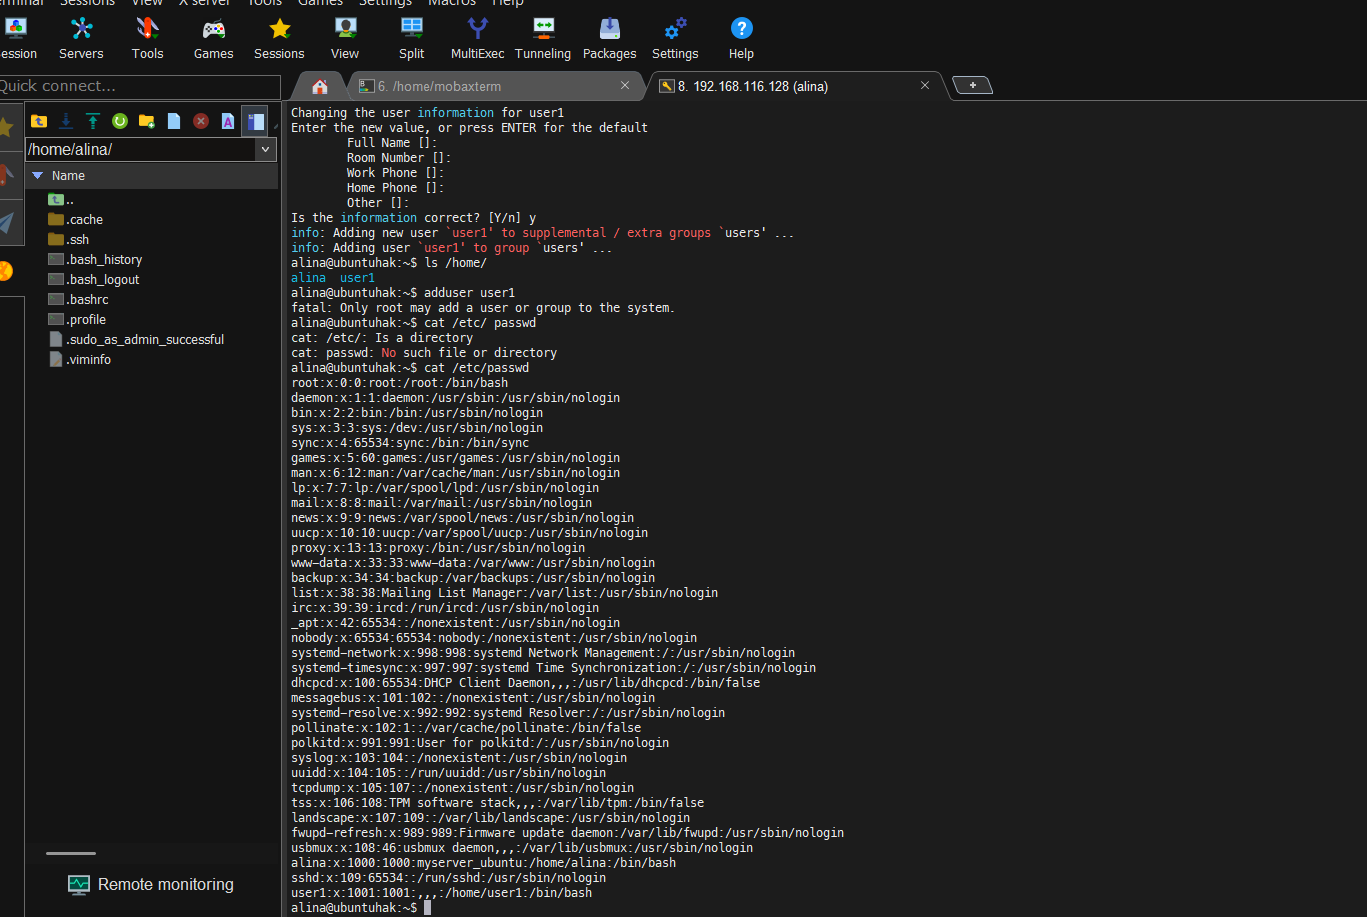 Sessions View X server Tools Games Settings Macros Help
Servers Tools Games Sessions View Split MultiExec Tunneling Packages Settings Help
Quick connect...
6. /home/mobaxterm
8. 192.168.116.128 (alina)
/home/alina/
Name
..
.cache
.ssh
.bash_history
.bash_logout
.bashrc
.profile
.sudo_as_admin_successful
.viminfo
Remote monitoring
Changing the user information for user1
Enter the new value, or press ENTER for the default
Full Name []:
Room Number []:
Work Phone []:
Home Phone []:
Other []:
Is the information correct? [Y/n] y
info: Adding new user `user1' to supplemental / extra groups `users' ...
info: Adding user `user1' to group `users' ...
alina@ubuntuhak:~$ ls /home/
alina  user1
alina@ubuntuhak:~$ adduser user1
fatal: Only root may add a user or group to the system.
alina@ubuntuhak:~$ cat /etc/ passwd
cat: /etc/: Is a directory
cat: passwd: No such file or directory
alina@ubuntuhak:~$ cat /etc/passwd
root:x:0:0:root:/root:/bin/bash
daemon:x:1:1:daemon:/usr/sbin:/usr/sbin/nologin
bin:x:2:2:bin:/bin:/usr/sbin/nologin
sys:x:3:3:sys:/dev:/usr/sbin/nologin
sync:x:4:65534:sync:/bin:/bin/sync
games:x:5:60:games:/usr/games:/usr/sbin/nologin
man:x:6:12:man:/var/cache/man:/usr/sbin/nologin
lp:x:7:7:lp:/var/spool/lpd:/usr/sbin/nologin
mail:x:8:8:mail:/var/mail:/usr/sbin/nologin
news:x:9:9:news:/var/spool/news:/usr/sbin/nologin
uucp:x:10:10:uucp:/var/spool/uucp:/usr/sbin/nologin
proxy:x:13:13:proxy:/bin:/usr/sbin/nologin
www-data:x:33:33:www-data:/var/www:/usr/sbin/nologin
backup:x:34:34:backup:/var/backups:/usr/sbin/nologin
list:x:38:38:Mailing List Manager:/var/list:/usr/sbin/nologin
irc:x:39:39:ircd:/run/ircd:/usr/sbin/nologin
_apt:x:42:65534::/nonexistent:/usr/sbin/nologin
nobody:x:65534:65534:nobody:/nonexistent:/usr/sbin/nologin
systemd-network:x:998:998:systemd Network Management:/:/usr/sbin/nologin
systemd-timesync:x:997:997:systemd Time Synchronization:/:/usr/sbin/nologin
dhcpcd:x:100:65534:DHCP Client Daemon,,,:/usr/lib/dhcpcd:/bin/false
messagebus:x:101:102::/nonexistent:/usr/sbin/nologin
systemd-resolve:x:992:992:systemd Resolver:/:/usr/sbin/nologin
pollinate:x:102:1::/var/cache/pollinate:/bin/false
polkitd:x:991:991:User for polkitd:/:/usr/sbin/nologin
syslog:x:103:104::/nonexistent:/usr/sbin/nologin
uuidd:x:104:105::/run/uuidd:/usr/sbin/nologin
tcpdump:x:105:107::/nonexistent:/usr/sbin/nologin
tss:x:106:108:TPM software stack,,,:/var/lib/tpm:/bin/false
landscape:x:107:109::/var/lib/landscape:/usr/sbin/nologin
fwupd-refresh:x:989:989:Firmware update daemon:/var/lib/fwupd:/usr/sbin/nologin
usbmux:x:108:46:usbmux daemon,,,:/var/lib/usbmux:/usr/sbin/nologin
alina:x:1000:1000:myserver_ubuntu:/home/alina:/bin/bash
sshd:x:109:65534::/run/sshd:/usr/sbin/nologin
user1:x:1001:1001:,,,:/home/user1:/bin/bash
alina@ubuntuhak:~$